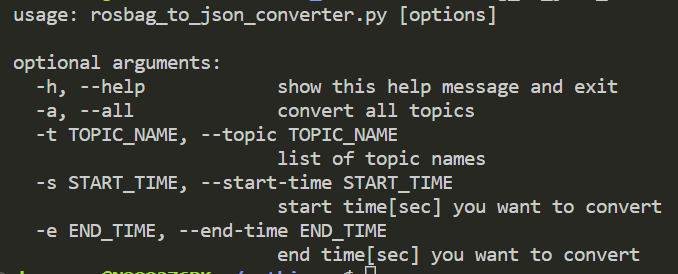 usage: rosbag_to_json_converter.py [options]

optional arguments:
  -h, --help            show this help message and exit
  -a, --all             convert all topics
  -t TOPIC_NAME, --topic TOPIC_NAME
                        list of topic names
  -s START_TIME, --start-time START_TIME
                        start time[sec] you want to convert
  -e END_TIME, --end-time END_TIME
                        end time[sec] you want to convert